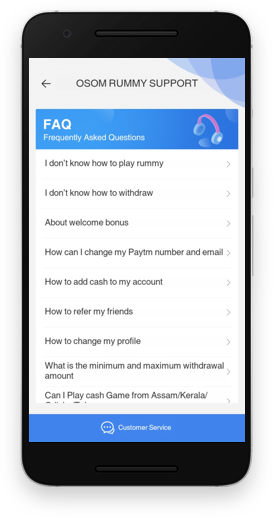 OSOM RUMMY SUPPORT
FAQ
Frequently Asked Questions
I don't know how to play rummy
I don't know how to withdraw
About welcome bonus
How can I change my Paytm number and email
How to add cash to my account
How to refer my friends
How to change my profile
What is the minimum and maximum withdrawal
amount
Can I Play cash Game from Assam/Kerala/
Customer Service